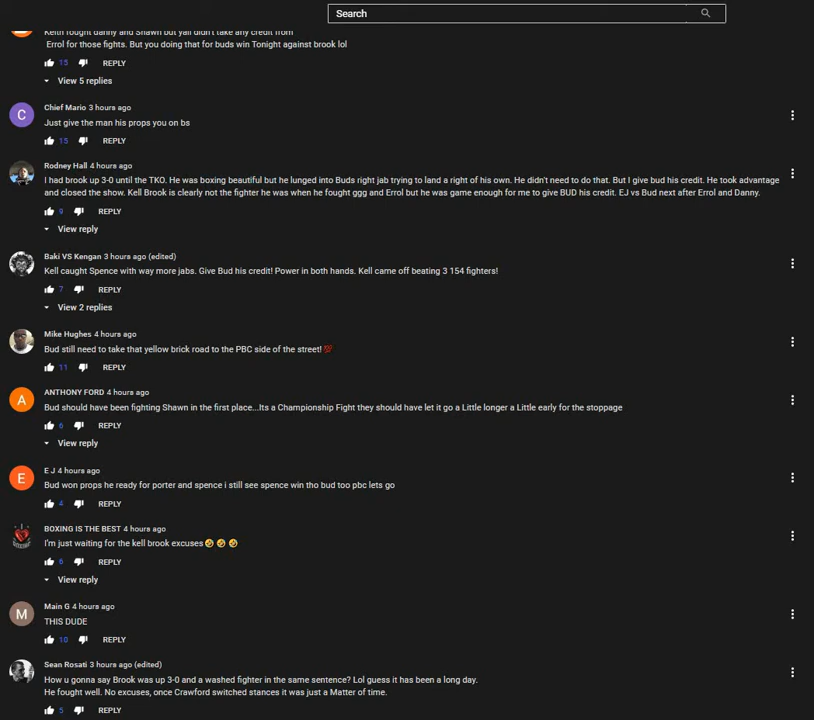 Search
Keith fought danny and Shawn but yall didn't take any credit from
Errol for those fights. But you doing that for buds win Tonight against brook lol
15 REPLY
View 5 replies
C
Chief Mario 3 hours ago
Just give the man his props you on bs
15 REPLY
Rodney Hall 4 hours ago
I had brook up 3-0 until the TKO. He was boxing beautiful but he lunged into Buds right jab trying to land a right of his own. He didn't need to do that. But I give bud his credit. He took advantage
and closed the show. Kell Brook is clearly not the fighter he was when he fought ggg and Errol but he was game enough for me to give BUD his credit. EJ vs Bud next after Errol and Danny.
9 REPLY
View reply
Baki VS Kengan 3 hours ago (edited)
Kell caught Spence with way more jabs. Give Bud his credit! Power in both hands. Kell came off beating 3 154 fighters!
7 REPLY
View 2 replies
Mike Hughes 4 hours ago
Bud still need to take that yellow brick road to the PBC side of the street! 💯
11 REPLY
A
ANTHONY FORD 4 hours ago
Bud should have been fighting Shawn in the first place...Its a Championship Fight they should have let it go a Little longer a Little early for the stoppage
6 REPLY
View reply
E
E J 4 hours ago
Bud won props he ready for porter and spence i still see spence win tho bud too pbc lets go
4 REPLY
BOXING IS THE BEST 4 hours ago
I'm just waiting for the kell brook excuses🤣 🤣 🤣
6 REPLY
View reply
M
Main G 4 hours ago
THIS DUDE
10 REPLY
Sean Rosati 3 hours ago (edited)
How u gonna say Brook was up 3-0 and a washed fighter in the same sentence? Lol guess it has been a long day.
He fought well. No excuses, once Crawford switched stances it was just a Matter of time.
5 REPLY